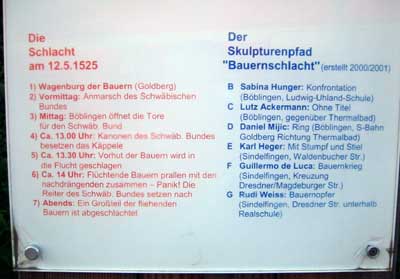 Die
Schlacht
am 12.5.1525
1) Wagenburg der Bauern (Goldberg)
2) Vormittag: Anmarsch des Schwäbischen
Bundes
3) Mittag: Böblingen öffnet die Tore
für den Schwäb. Bund
4) Ca. 13.00 Uhr: Kanonen des Schwäb. Bundes
besetzen das Käppele
5) Ca. 13.30 Uhr: Vorhut der Bauern wird in
die Flucht geschlagen
6) Ca. 14 Uhr: Flüchtende Bauern prallen mit den
nachdrängenden zusammen – Panik! Die
Reiter des Schwäb. Bundes setzen nach
7) Abends: Ein Großteil der fliehenden
Bauern ist abgeschlachtet
Der
Skulpturenpfad
"Bauernschlacht" (erstellt 2000/2001)
B Sabina Hunger: Konfrontation
(Böblingen, Ludwig-Uhland-Schule)
C Lutz Ackermann: Ohne Titel
(Böblingen, gegenüber Thermalbad)
D Daniel Mijic: Ring (Böblingen, S-Bahn
Goldberg Richtung Thermalbad)
E Karl Heger: Mit Stumpf und Stiel
(Sindelfingen, Waldenbucher Str.)
F Guillermo de Luca: Bauernkrieg
(Sindelfingen, Kreuzung
Dresdner/Magdeburger Str.)
G Rudi Weiss: Bauernopfer
(Sindelfingen, Dresdner Str. unterhalb
Realschule)